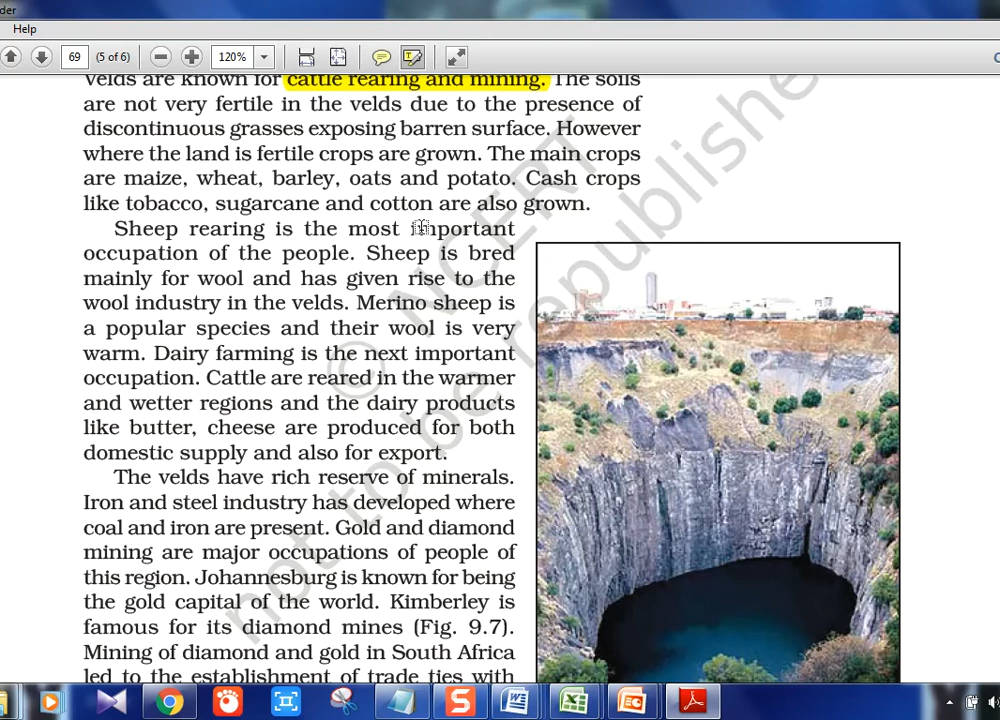 der
Help
69 (5 of 6) 120%
Velds are known for cattle rearing and mining. The soils
are not very fertile in the velds due to the presence of
discontinuous grasses exposing barren surface. However
where the land is fertile crops are grown. The main crops
are maize, wheat, barley, oats and potato. Cash crops
like tobacco, sugarcane and cotton are also grown.
Sheep rearing is the most important
occupation of the people. Sheep is bred
mainly for wool and has given rise to the
wool industry in the velds. Merino sheep is
a popular species and their wool is very
warm. Dairy farming is the next important
occupation. Cattle are reared in the warmer
and wetter regions and the dairy products
like butter, cheese are produced for both
domestic supply and also for export.
The velds have rich reserve of minerals.
Iron and steel industry has developed where
coal and iron are present. Gold and diamond
mining are major occupations of people of
this region. Johannesburg is known for being
the gold capital of the world. Kimberley is
famous for its diamond mines (Fig. 9.7).
Mining of diamond and gold in South Africa
led to the establishment of trade ties with
© NCERT
not to be republishe